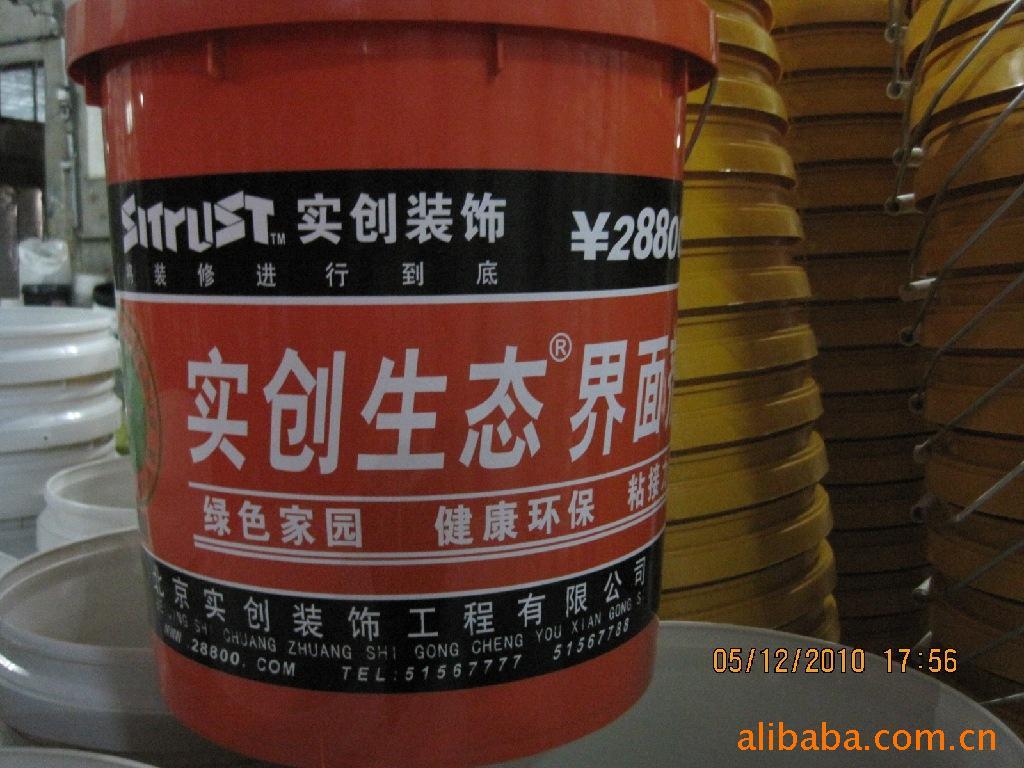 SITrUST™ 实创装饰 ¥2880
装修进行到底
实创生态® 界面
绿色家园 健康环保 粘接
北京实创装饰工程有限公司
JING SHI CHUANG ZHUANG SHI GONG CHENG YOU XIAN GONG S
WWW.28800.COM TEL:51567777 51567788
05/12/2010 17:56
alibaba.com.cn